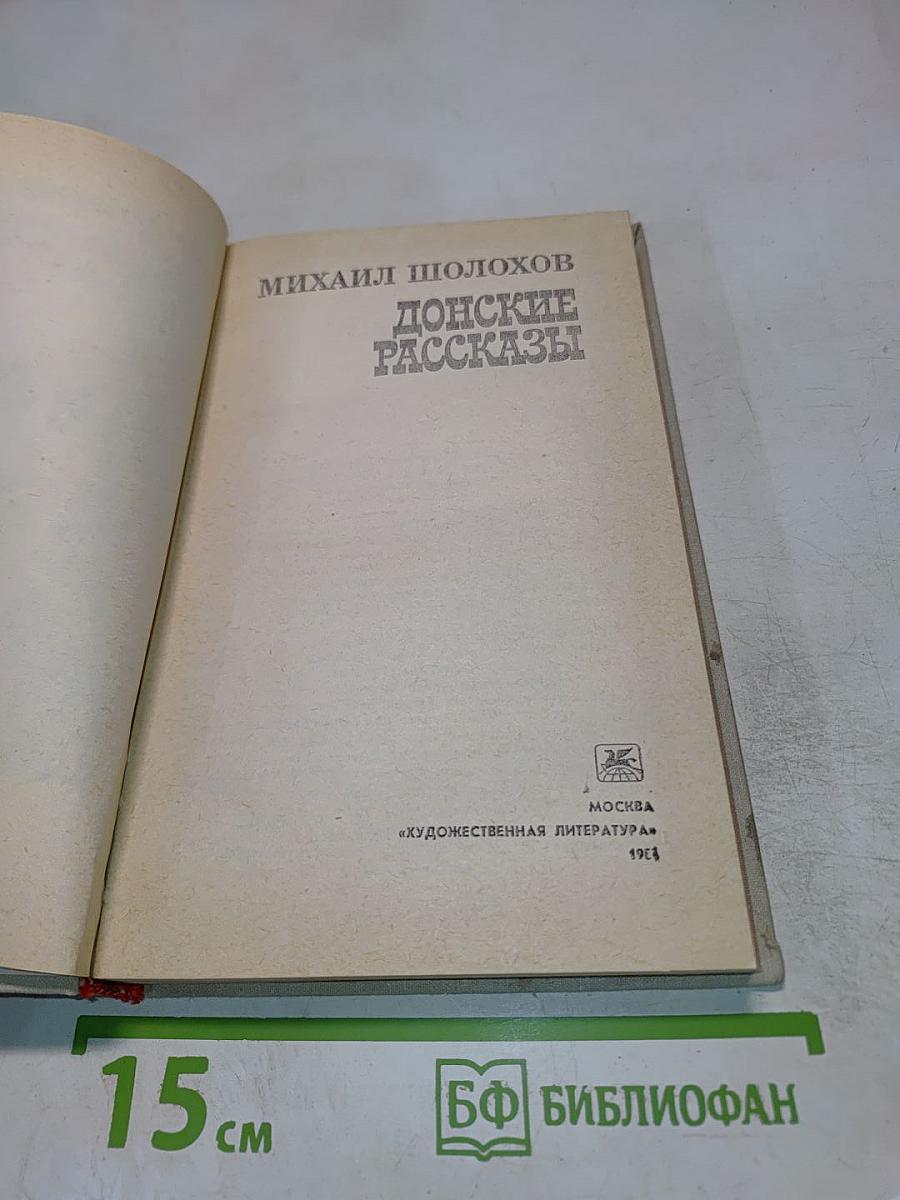 МИХАИЛ ШОЛОХОВ
ДОНСКИЕ
РАССКАЗЫ
МОСКВА
«ХУДОЖЕСТВЕННАЯ ЛИТЕРАТУРА»
15 см
БФ БИБЛИОФАН